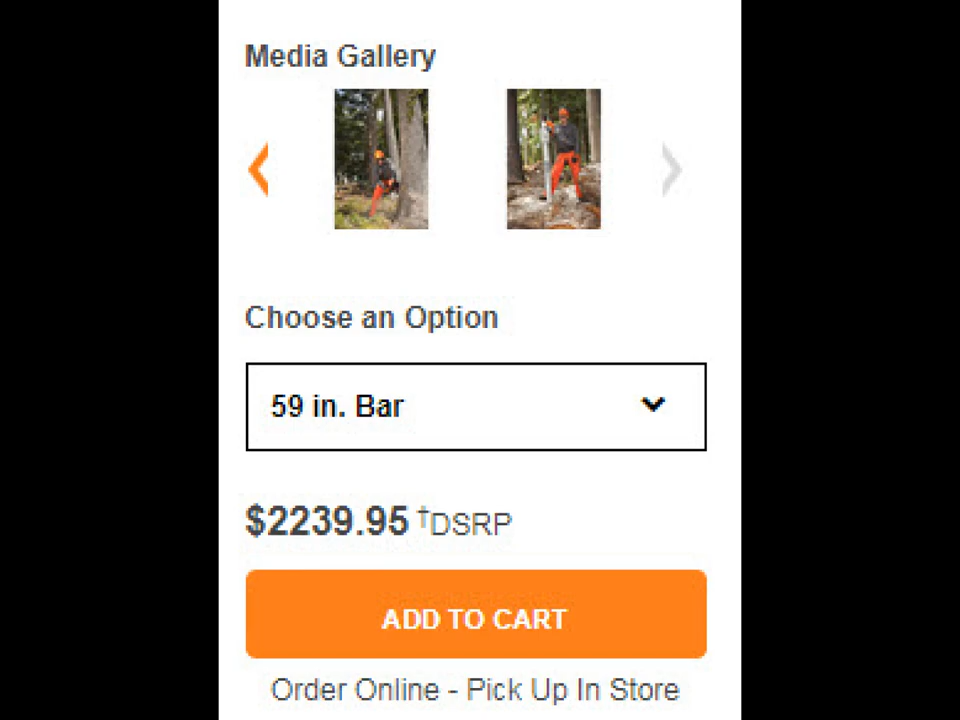 Media Gallery
Choose an Option
59 in. Bar
$2239.95 †DSRP
ADD TO CART
Order Online - Pick Up In Store